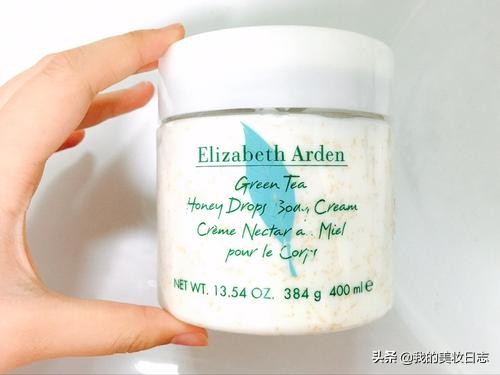 Elizabeth Arden
Green Tea
Honey Drops Body Cream
Crème Nectar au Miel
pour le Corps
NET WT. 13.54 OZ. 384 g 400 ml ℮
头条 @我的美妆日志